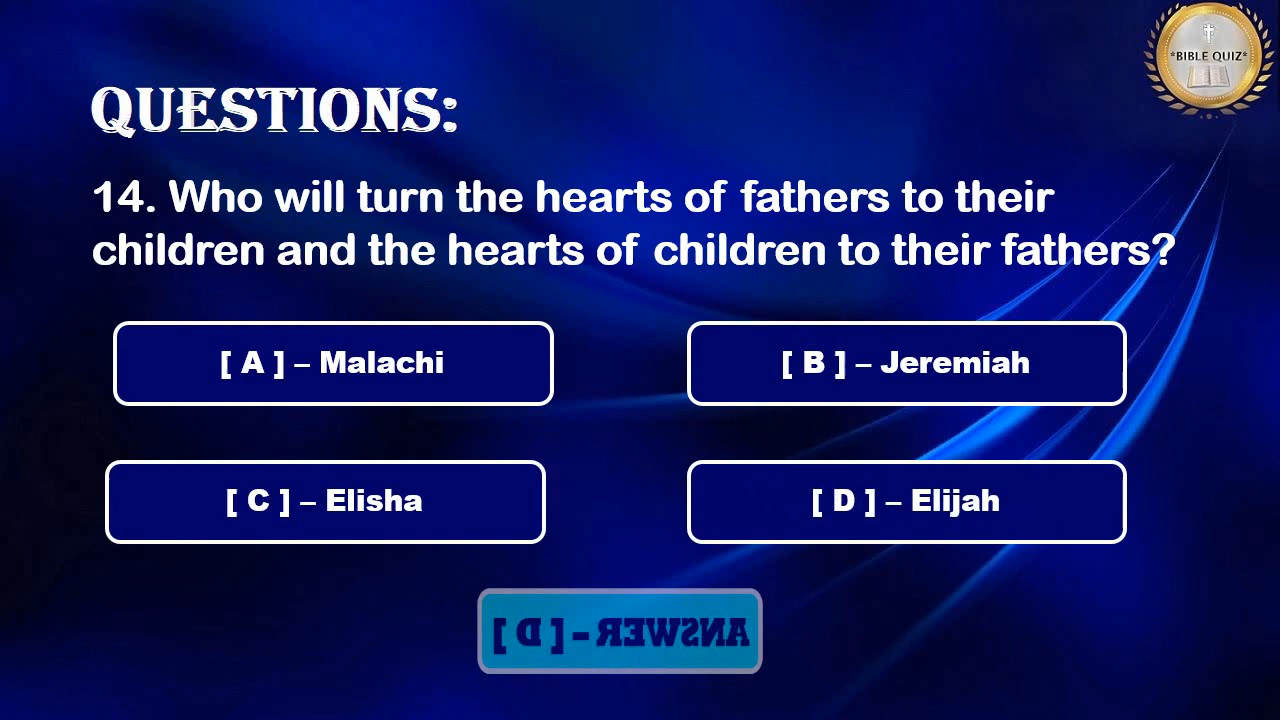 *BIBLE QUIZ*
QUESTIONS:
14. Who will turn the hearts of fathers to their
children and the hearts of children to their fathers?
[ A ] – Malachi
[ B ] – Jeremiah
[ C ] – Elisha
[ D ] – Elijah
ANSWER – [ D ]